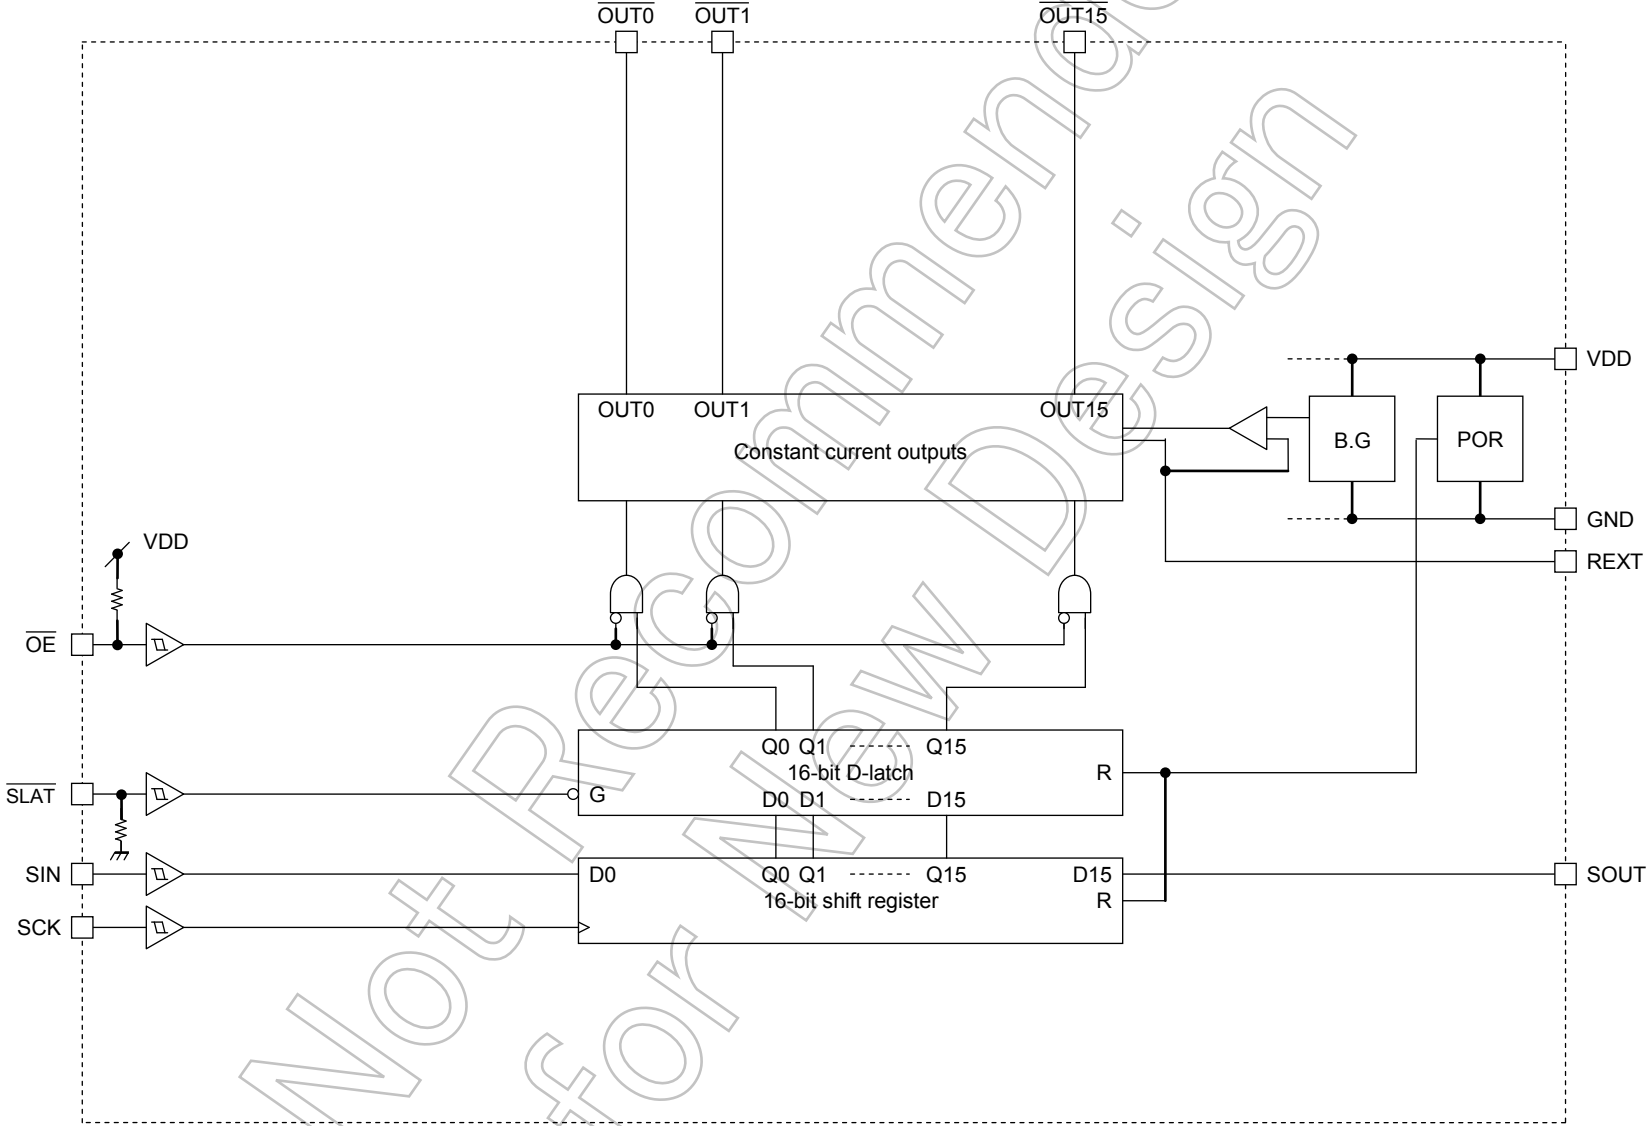 OUT0 OUT1 OUT15
VDD
OUT0 OUT1 OUT15
Constant current outputs
B.G
POR
GND
VDD
REXT
OE
Q0 Q1 Q15
16-bit D-latch
R
SLAT
G
D0 D1 D15
SIN
D0
Q0 Q1 Q15
D15
SOUT
16-bit shift register
R
SCK
Not Recommended
for New Design